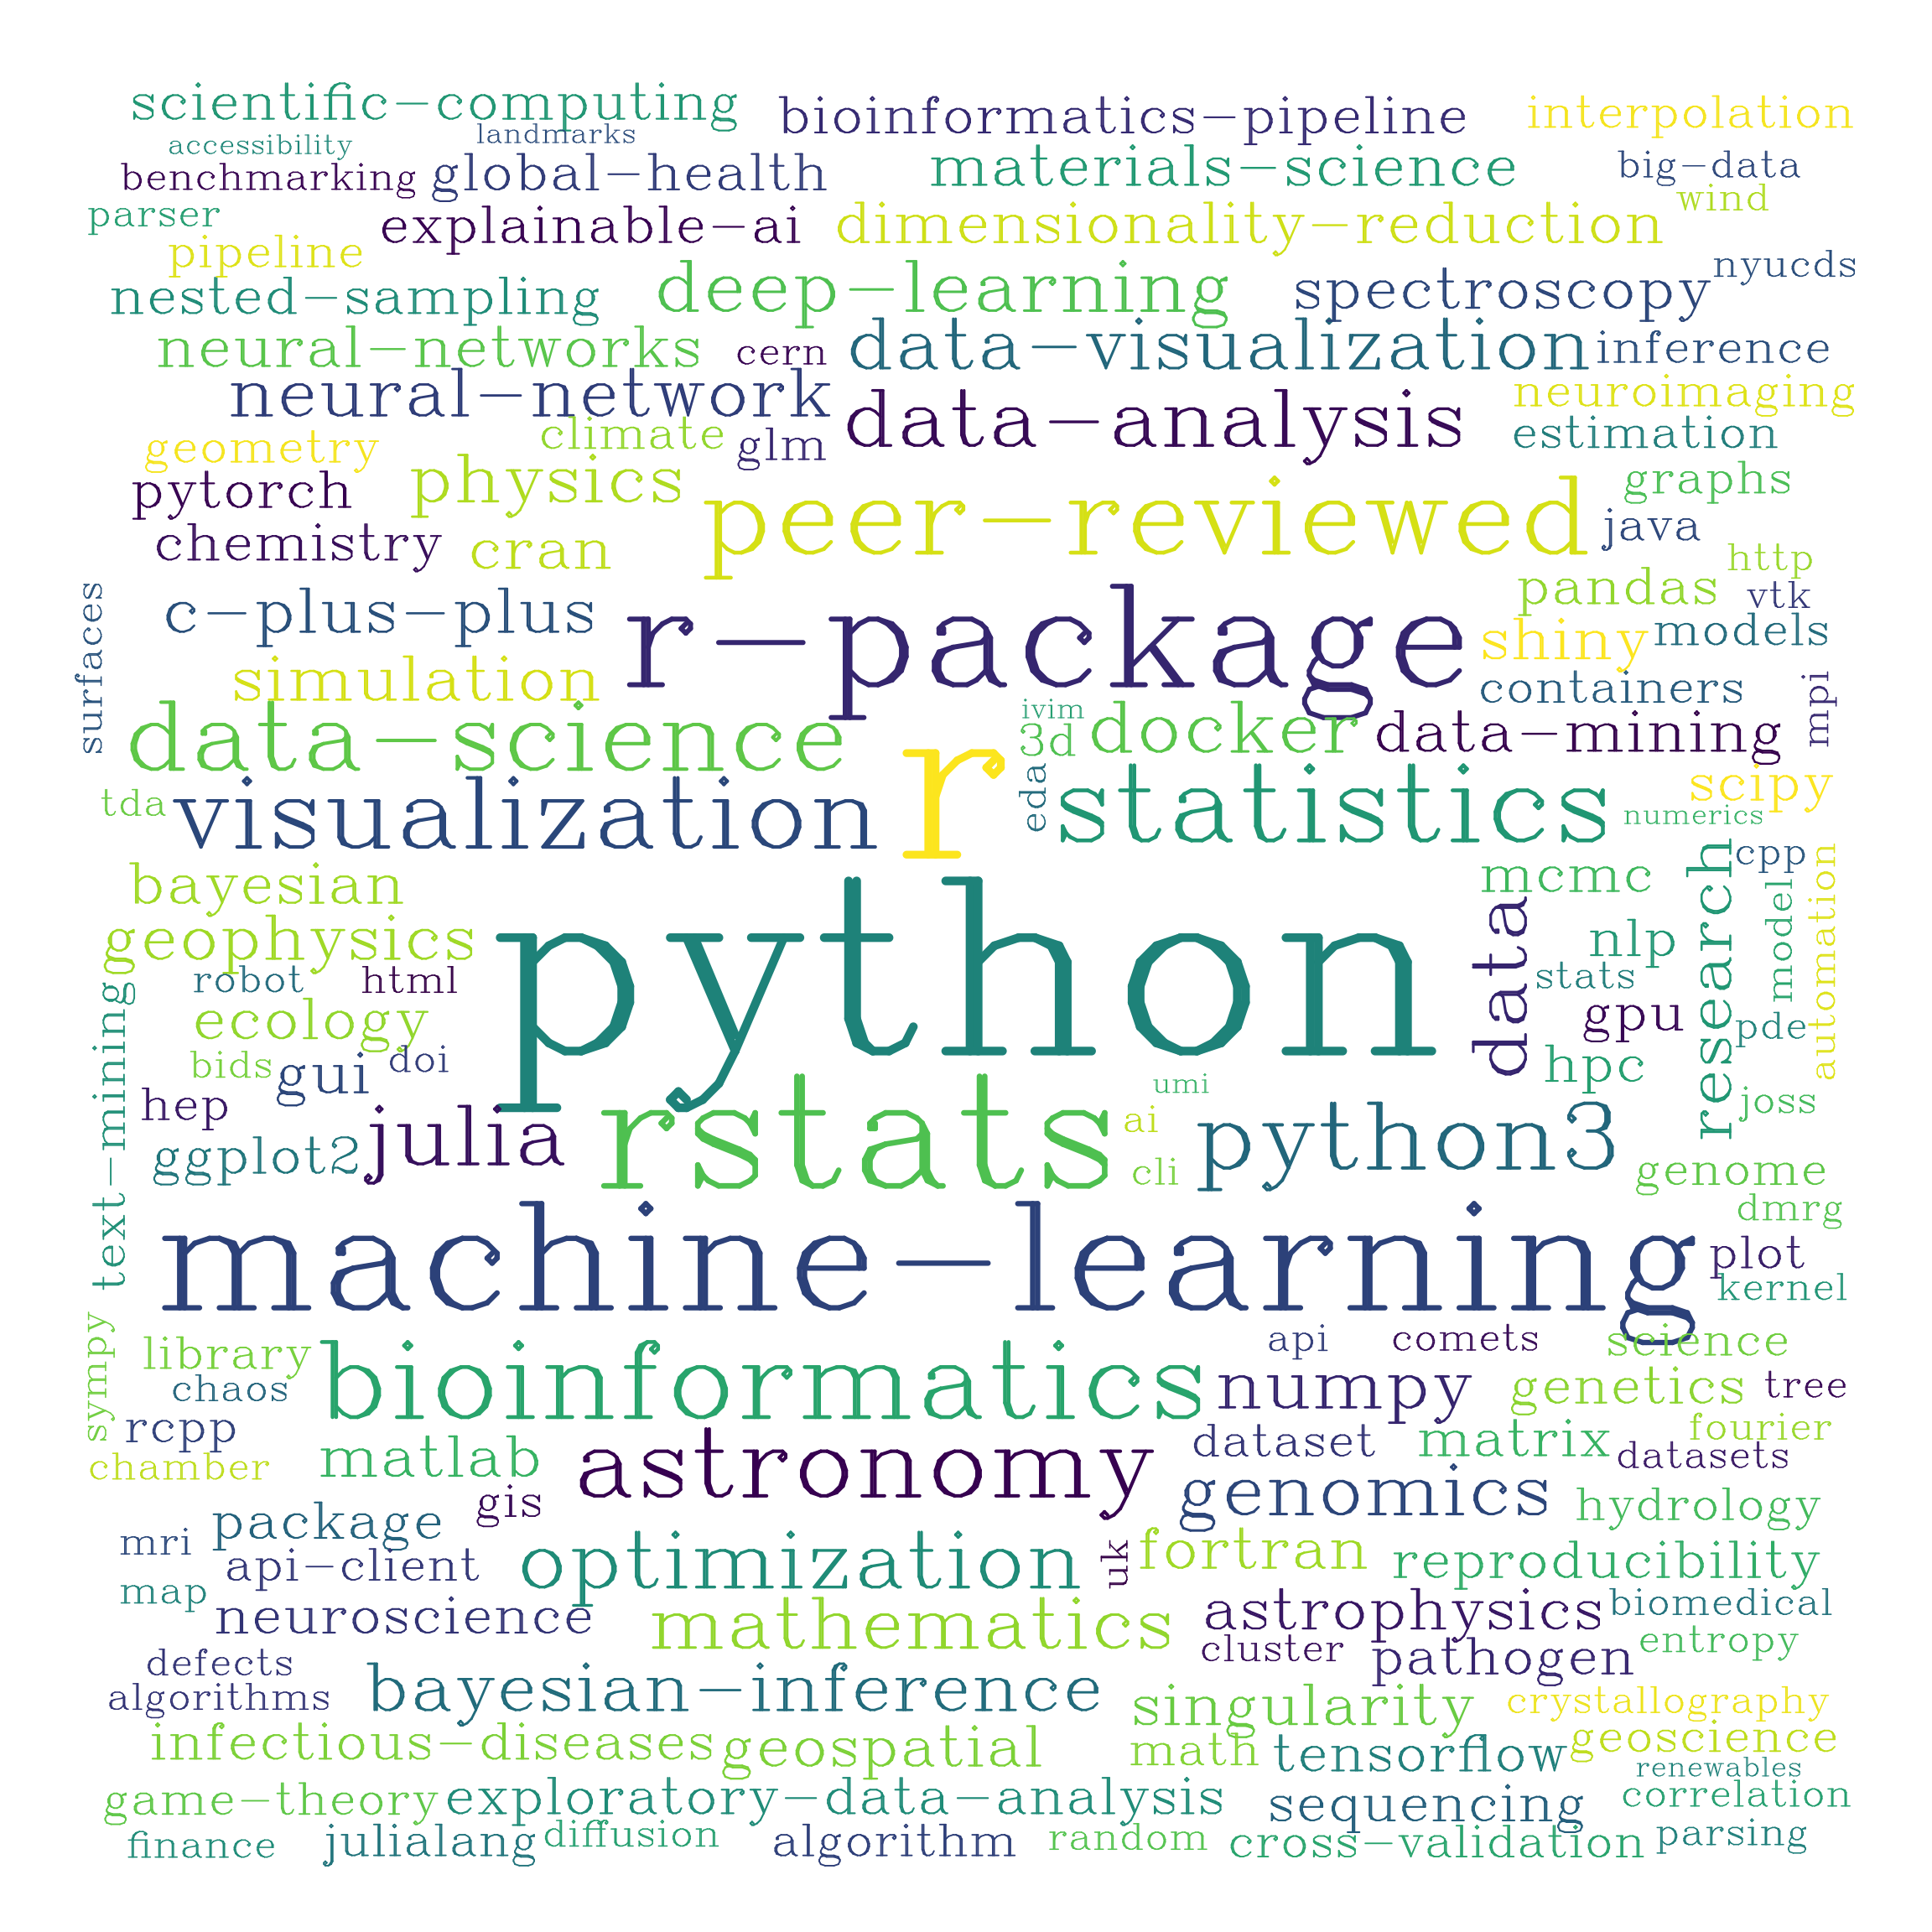 scientific-computing
bioinformatics-pipeline
interpolation
accessibility
landmarks
benchmarking
global-health
materials-science
big-data
wind
parser
explainable-ai
dimensionality-reduction
pipeline
nested-sampling
deep-learning
spectroscopy
nyucds
neural-networks
cern
data-visualization
inference
neural-network
data-analysis
neuroimaging
geometry
climate
glm
estimation
pytorch
physics
peer-reviewed
graphs
java
chemistry
cran
http
surfaces
c-plus-plus
r-package
pandas
vtk
shiny
models
simulation
containers
mpi
data-science
ivim
3d
docker
data-mining
r
tda
visualization
eda
statistics
scipy
numerics
bayesian
mcmc
research
cpp
geophysics
python
data
nlp
model
automation
robot
html
stats
text-mining
ecology
gpu
pde
bids
gui
doi
hpc
hep
julia
rstats
umi
ai
python3
joss
ggplot2
cli
genome
dmrg
machine-learning
plot
kernel
sympy
library
bioinformatics
api
comets
science
chaos
numpy
genetics
tree
rcpp
matlab
astronomy
dataset
matrix
fourier
datasets
chamber
gis
genomics
hydrology
package
mri
optimization
uk
fortran
reproducibility
api-client
map
neuroscience
mathematics
astrophysics
biomedical
defects
cluster
pathogen
entropy
algorithms
bayesian-inference
singularity
crystallography
infectious-diseases
geospatial
math
tensorflow
geoscience
renewables
game-theory
exploratory-data-analysis
sequencing
correlation
finance
julialang
diffusion
algorithm
random
cross-validation
parsing